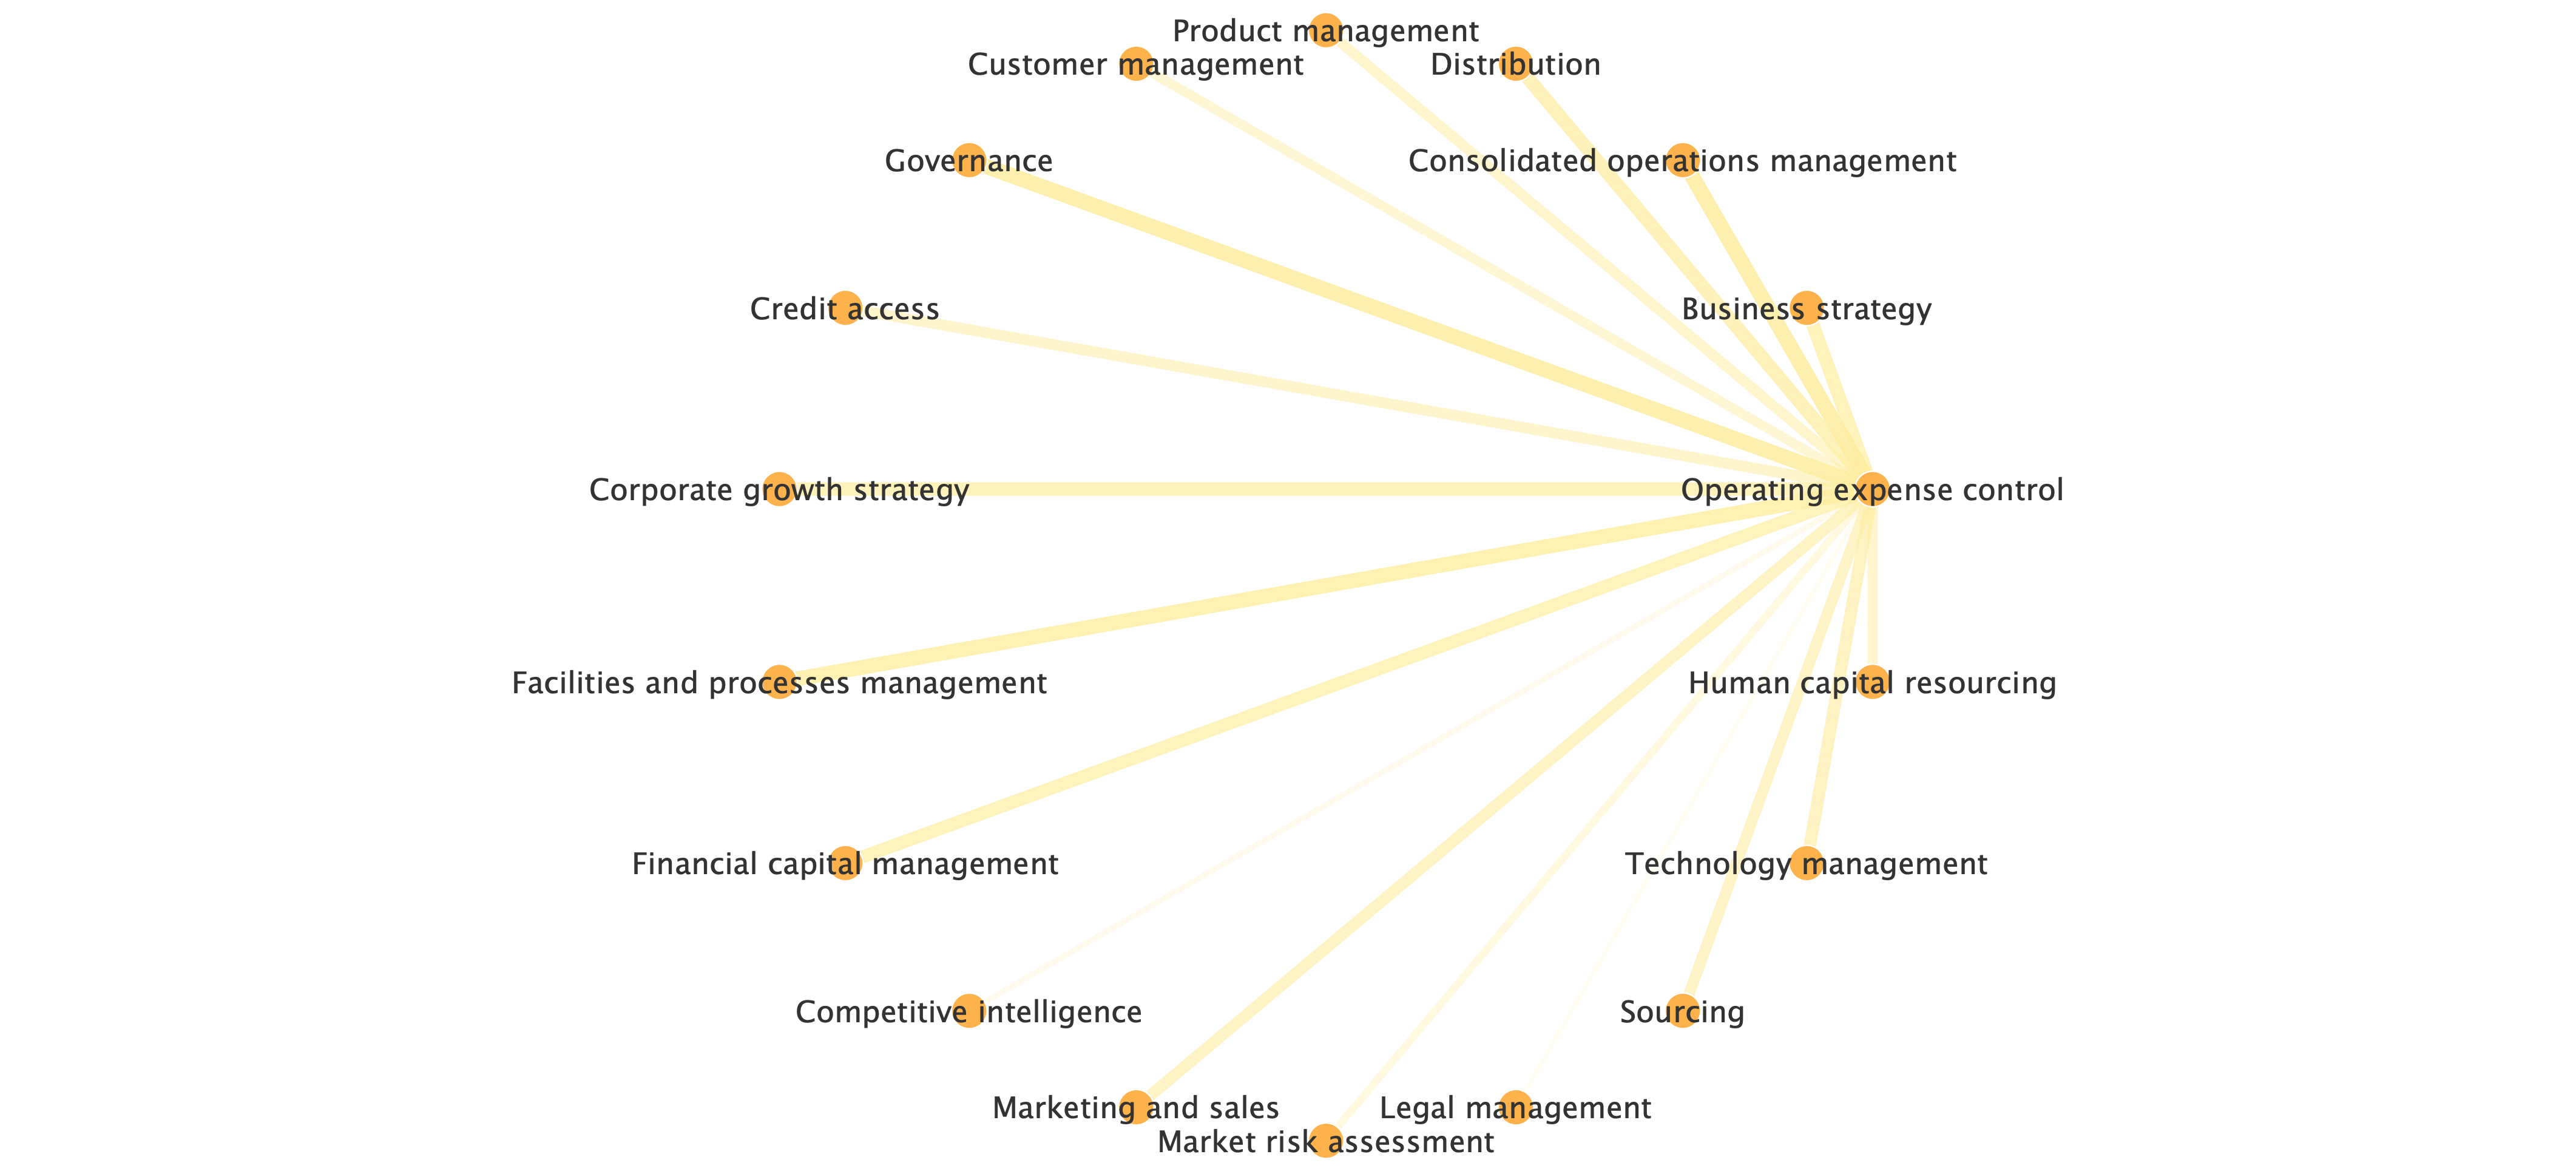 Product management
Customer management
Distribution
Governance
Consolidated operations management
Credit access
Business strategy
Corporate growth strategy
Operating expense control
Facilities and processes management
Human capital resourcing
Financial capital management
Technology management
Competitive intelligence
Sourcing
Marketing and sales
Legal management
Market risk assessment